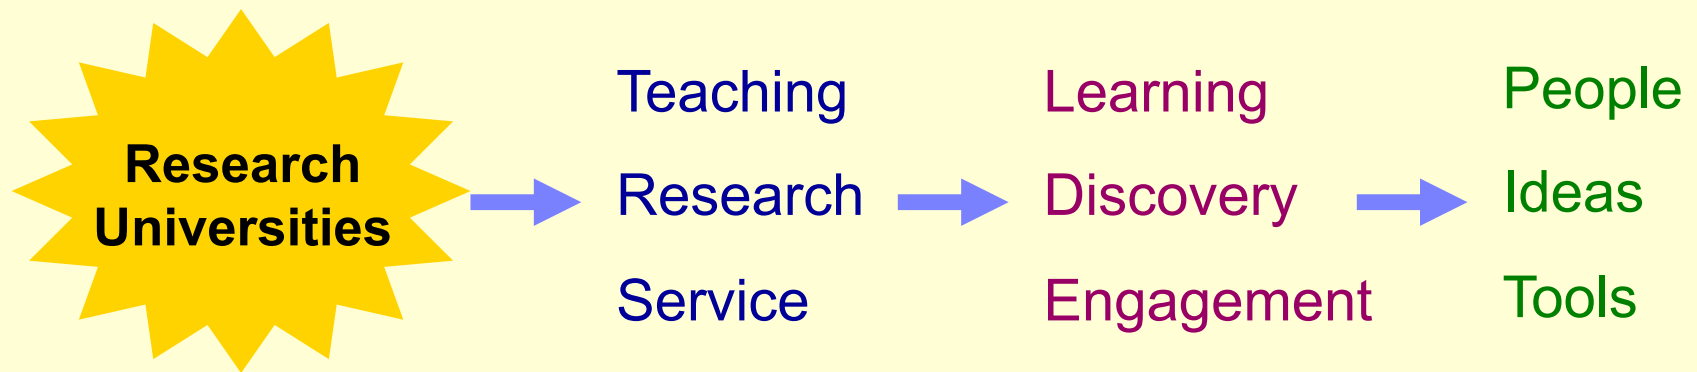 Research
Universities
Teaching
Research
Service
Learning
Discovery
Engagement
People
Ideas
Tools